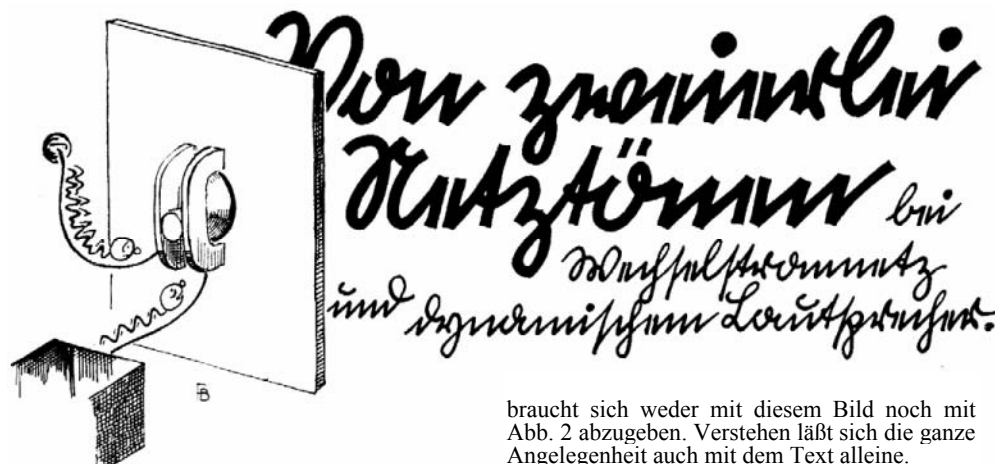 Von zweierlei
Netztönen bei
Wechselstromnetz
und dynamischem Lautsprecher.
EB
braucht sich weder mit diesem Bild noch mit
Abb. 2 abzugeben. Verstehen läßt sich die ganze
Angelegenheit auch mit dem Text alleine.